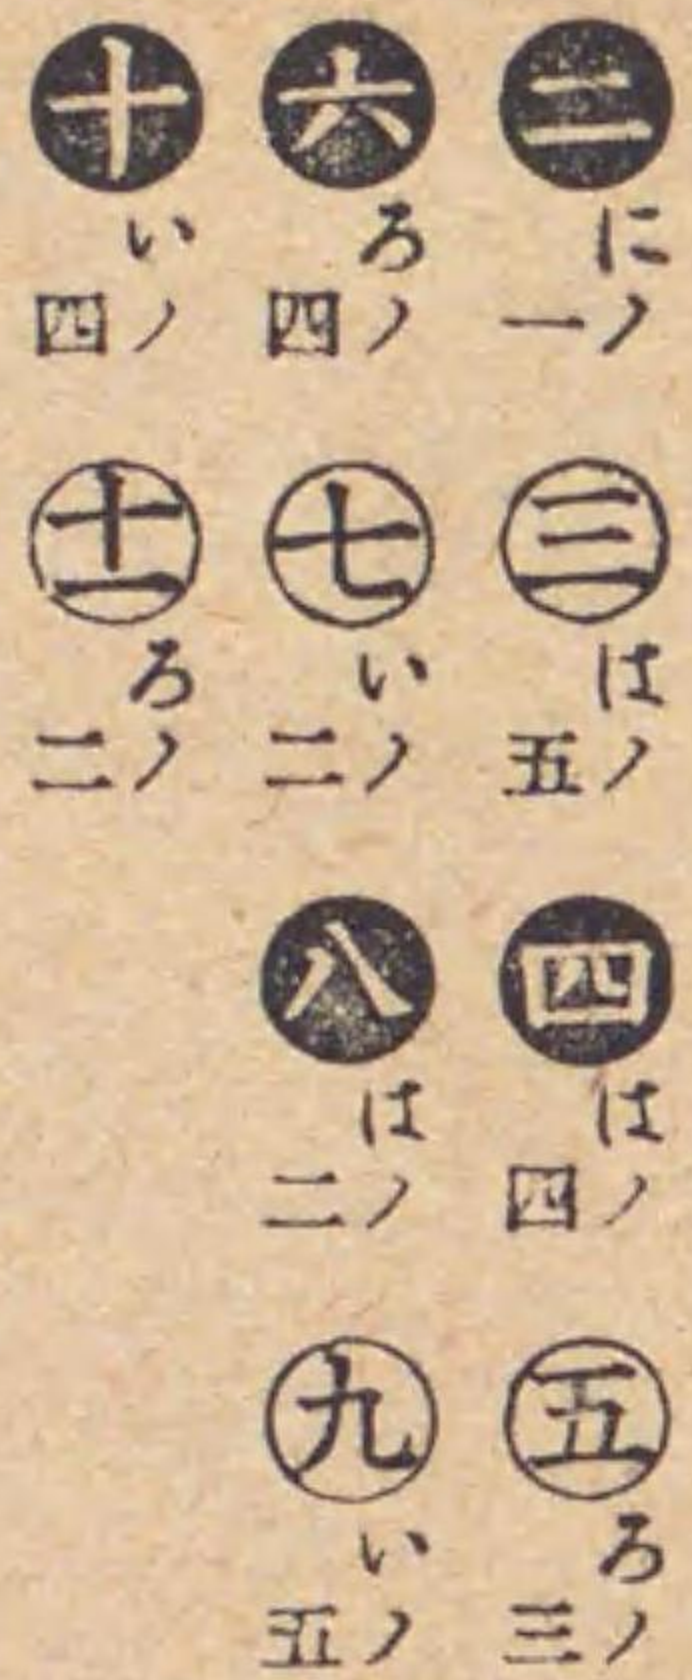 二 にノ一
三 はノ五
四 はノ四
五 ろノ三
六 ろノ四
七 いノ二
八 はノ二
九 いノ五
十 いノ四
十一 ろノ二